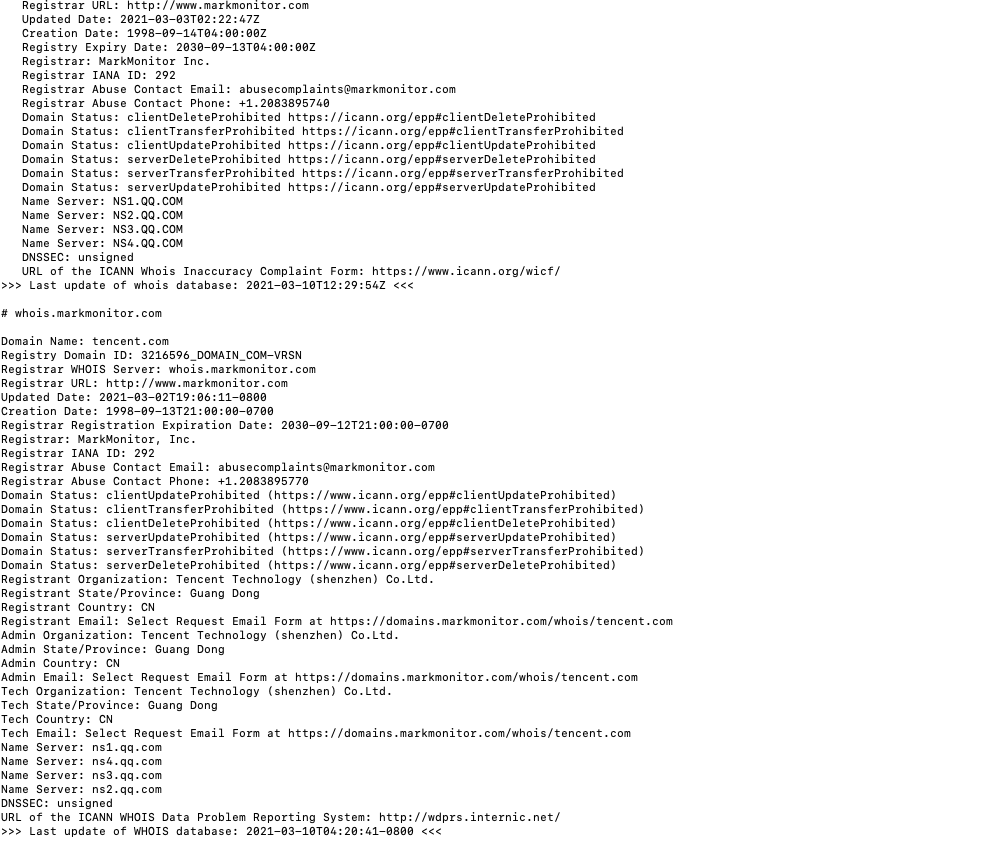 Registrar URL: http://www.markmonitor.com
Updated Date: 2021-03-03T02:22:47Z
Creation Date: 1998-09-14T04:00:00Z
Registry Expiry Date: 2030-09-13T04:00:00Z
Registrar: MarkMonitor Inc.
Registrar IANA ID: 292
Registrar Abuse Contact Email: abusecomplaints@markmonitor.com
Registrar Abuse Contact Phone: +1.2083895740
Domain Status: clientDeleteProhibited https://icann.org/epp#clientDeleteProhibited
Domain Status: clientTransferProhibited https://icann.org/epp#clientTransferProhibited
Domain Status: clientUpdateProhibited https://icann.org/epp#clientUpdateProhibited
Domain Status: serverDeleteProhibited https://icann.org/epp#serverDeleteProhibited
Domain Status: serverTransferProhibited https://icann.org/epp#serverTransferProhibited
Domain Status: serverUpdateProhibited https://icann.org/epp#serverUpdateProhibited
Name Server: NS1.QQ.COM
Name Server: NS2.QQ.COM
Name Server: NS3.QQ.COM
Name Server: NS4.QQ.COM
DNSSEC: unsigned
URL of the ICANN Whois Inaccuracy Complaint Form: https://www.icann.org/wicf/
>>> Last update of whois database: 2021-03-10T12:29:54Z <<<
# whois.markmonitor.com
Domain Name: tencent.com
Registry Domain ID: 3216596_DOMAIN_COM-VRSN
Registrar WHOIS Server: whois.markmonitor.com
Registrar URL: http://www.markmonitor.com
Updated Date: 2021-03-02T19:06:11-0800
Creation Date: 1998-09-13T21:00:00-0700
Registrar Registration Expiration Date: 2030-09-12T21:00:00-0700
Registrar: MarkMonitor, Inc.
Registrar IANA ID: 292
Registrar Abuse Contact Email: abusecomplaints@markmonitor.com
Registrar Abuse Contact Phone: +1.2083895770
Domain Status: clientUpdateProhibited (https://www.icann.org/epp#clientUpdateProhibited)
Domain Status: clientTransferProhibited (https://www.icann.org/epp#clientTransferProhibited)
Domain Status: clientDeleteProhibited (https://www.icann.org/epp#clientDeleteProhibited)
Domain Status: serverUpdateProhibited (https://www.icann.org/epp#serverUpdateProhibited)
Domain Status: serverTransferProhibited (https://www.icann.org/epp#serverTransferProhibited)
Domain Status: serverDeleteProhibited (https://www.icann.org/epp#serverDeleteProhibited)
Registrant Organization: Tencent Technology (shenzhen) Co.Ltd.
Registrant State/Province: Guang Dong
Registrant Country: CN
Registrant Email: Select Request Email Form at https://domains.markmonitor.com/whois/tencent.com
Admin Organization: Tencent Technology (shenzhen) Co.Ltd.
Admin State/Province: Guang Dong
Admin Country: CN
Admin Email: Select Request Email Form at https://domains.markmonitor.com/whois/tencent.com
Tech Organization: Tencent Technology (shenzhen) Co.Ltd.
Tech State/Province: Guang Dong
Tech Country: CN
Tech Email: Select Request Email Form at https://domains.markmonitor.com/whois/tencent.com
Name Server: ns1.qq.com
Name Server: ns4.qq.com
Name Server: ns3.qq.com
Name Server: ns2.qq.com
DNSSEC: unsigned
URL of the ICANN WHOIS Data Problem Reporting System: http://wdprs.internic.net/
>>> Last update of WHOIS database: 2021-03-10T04:20:41-0800 <<<